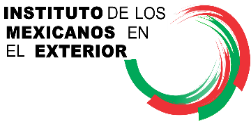 INSTITUTO DE LOS
MEXICANOS EN
EL EXTERIOR